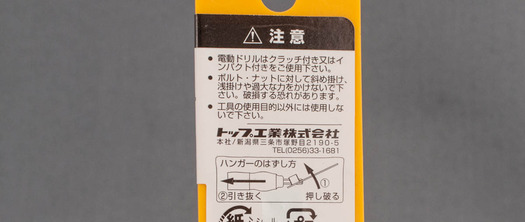 注意
● 電動ドリルはクラッチ付き又はイ
ンパクト付きをご使用下さい。
● ボルト・ナットに対して斜め掛け、
浅掛けや過大な力をかけないで下
さい。破損する恐れがあります。
● 工具の使用目的以外には使用しな
いで下さい。
トップ工業株式会社
本社/新潟県三条市塚野目2190-5
TEL(0256)33-1681
ハンガーのはずし方
①
②引き抜く 押し破る
紙